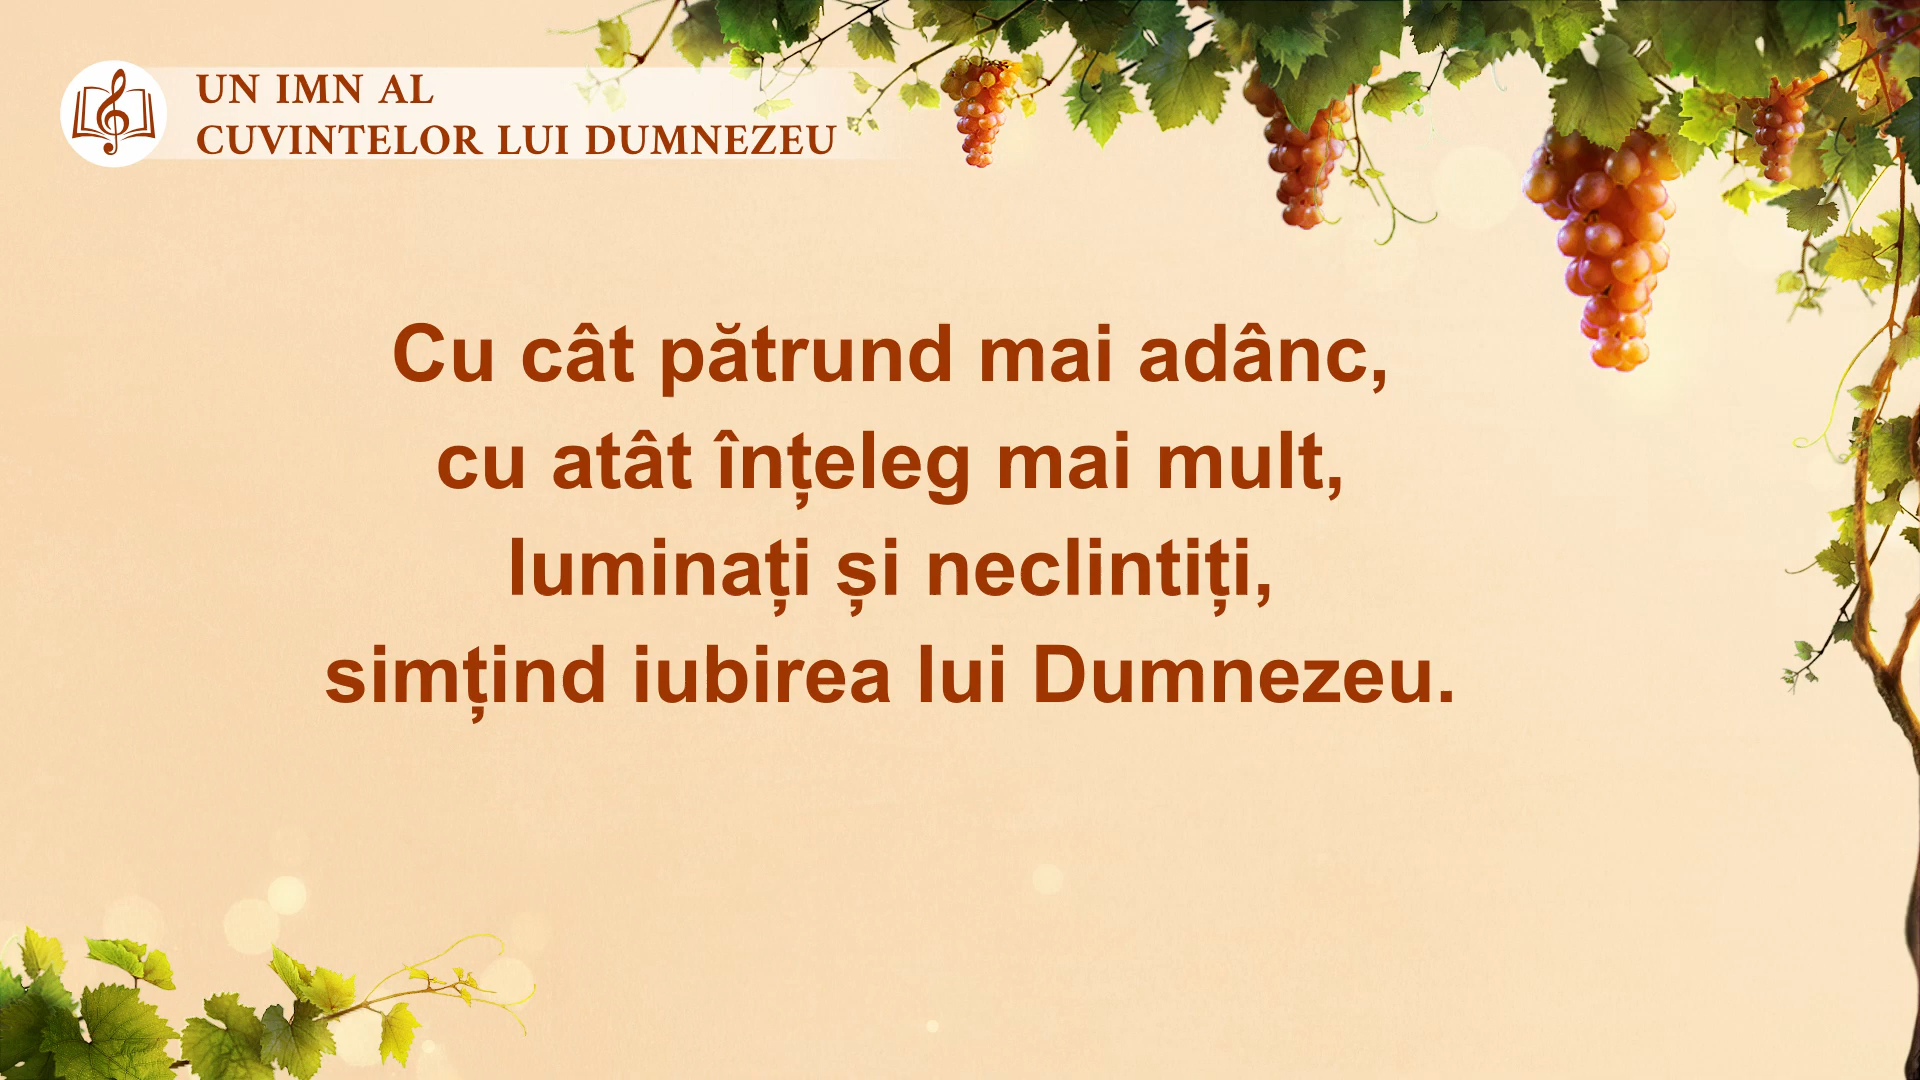 UN IMN AL
CUVINTELOR LUI DUMNEZEU
Cu cât pătrund mai adânc,
cu atât înțeleg mai mult,
luminați și neclintiți,
simțind iubirea lui Dumnezeu.